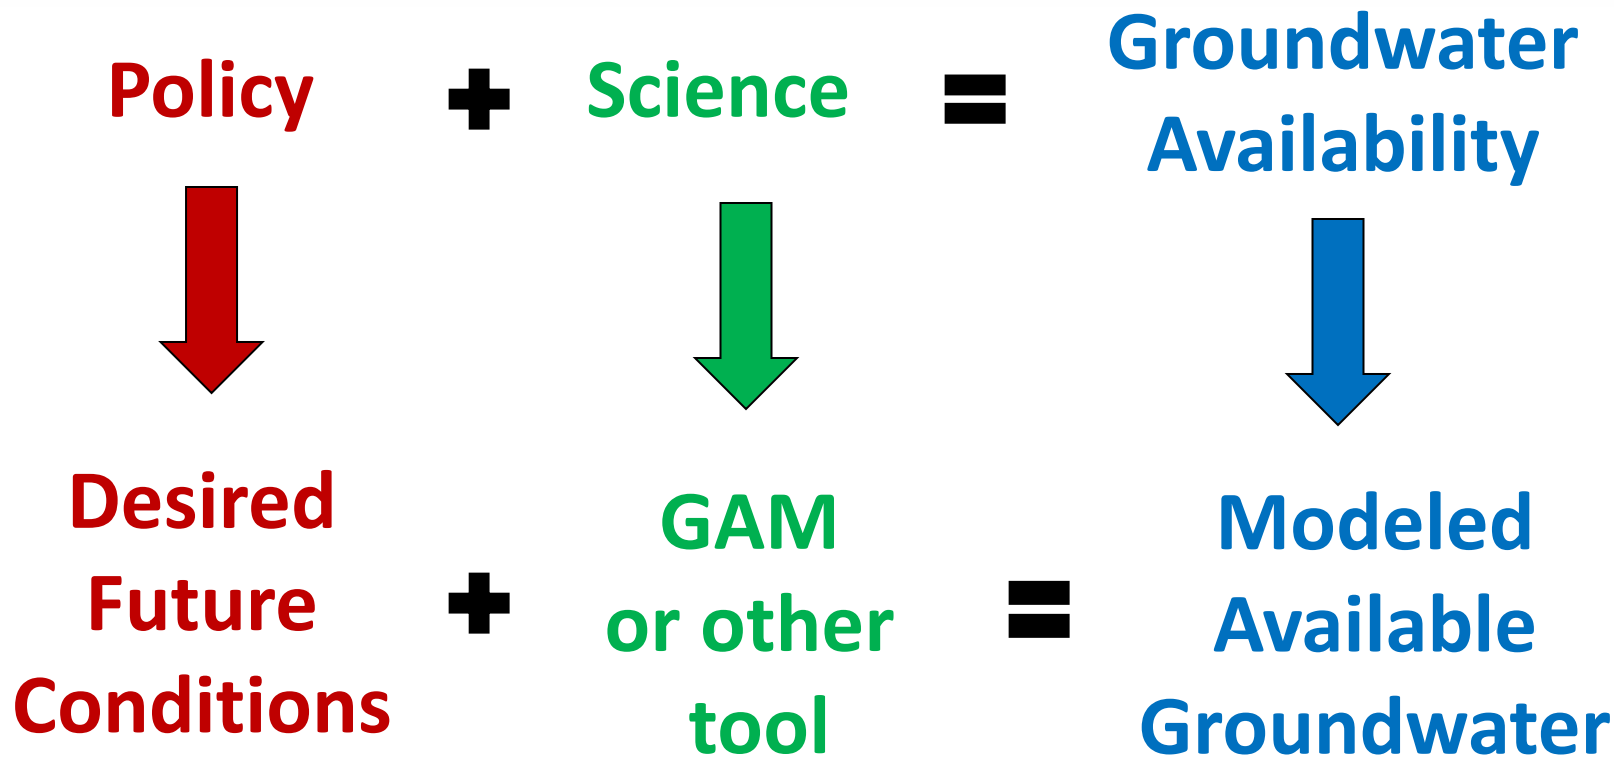 Policy + Science = Groundwater
Availability
Desired
Future
Conditions
+
GAM
or other
tool
=
Modeled
Available
Groundwater